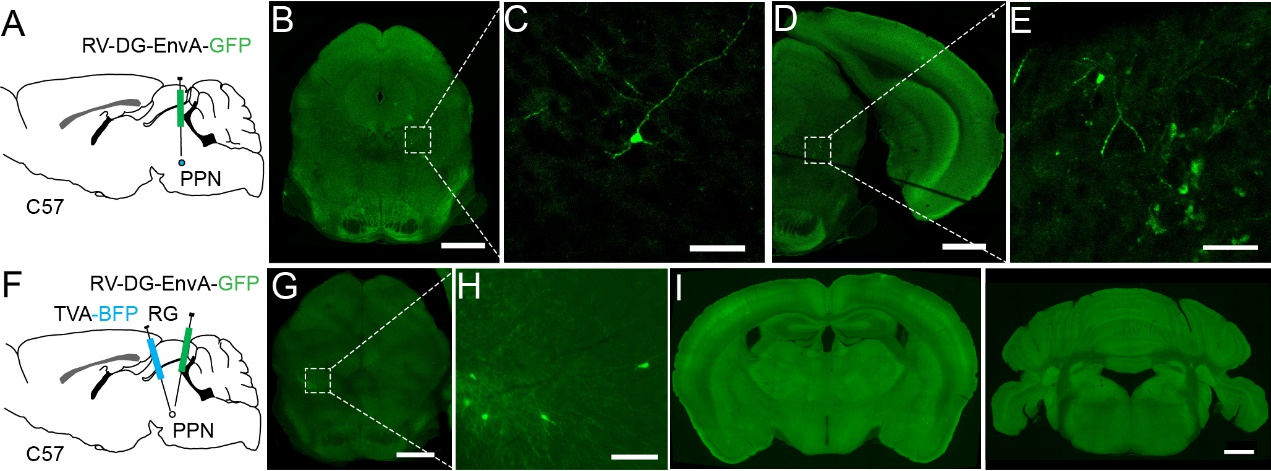 A
RV-DG-EnvA-GFP
PPN
C57
B
C
D
E
F
RV-DG-EnvA-GFP
TVA-BFP RG
PPN
C57
G
H
I